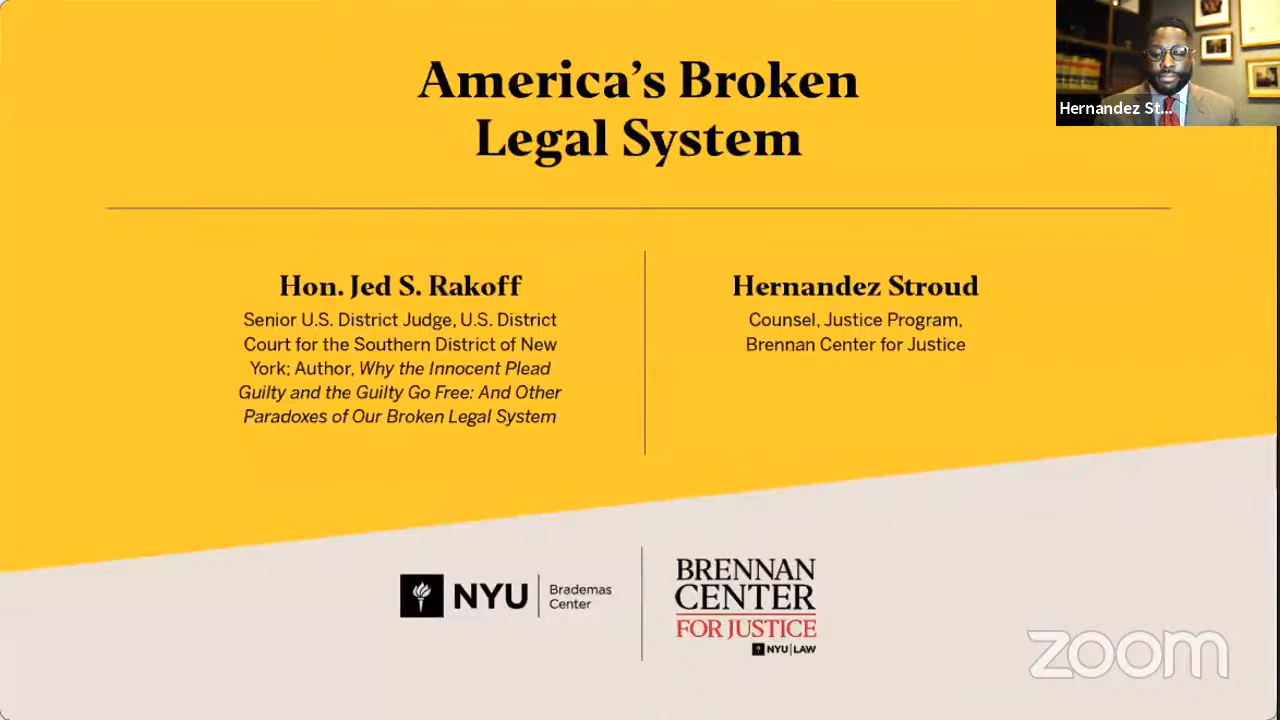 America's Broken
Legal System
Hernandez St...
Hon. Jed S. Rakoff
Senior U.S. District Judge, U.S. District
Court for the Southern District of New
York; Author, Why the Innocent Plead
Guilty and the Guilty Go Free: And Other
Paradoxes of Our Broken Legal System
Hernandez Stroud
Counsel, Justice Program,
Brennan Center for Justice
NYU
Brademas
Center
BRENNAN
CENTER
FOR JUSTICE
NYU LAW
zoom